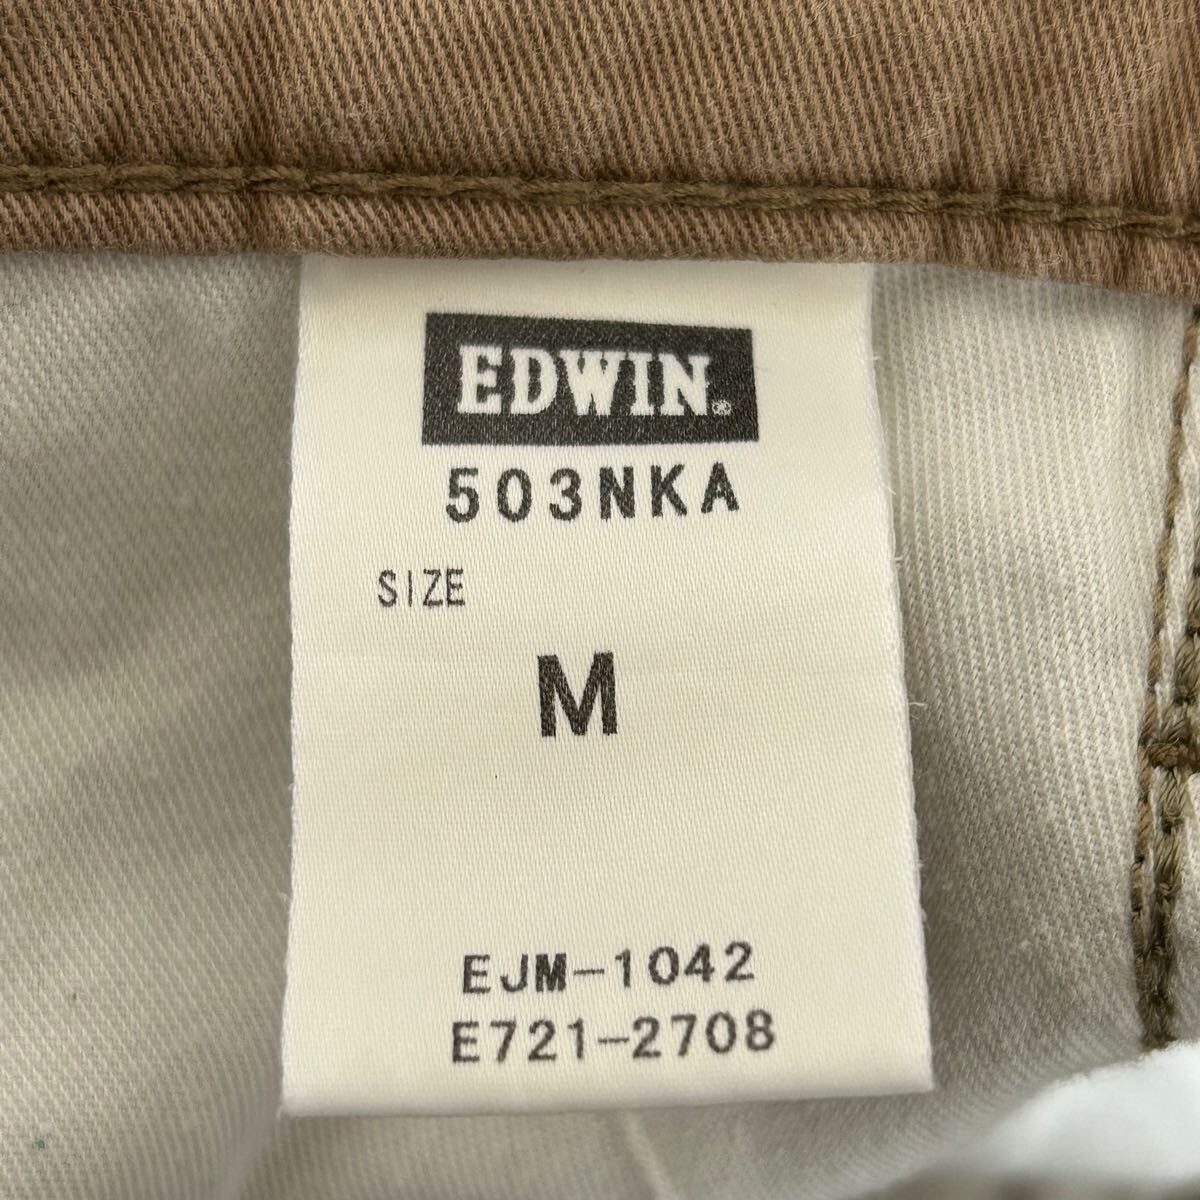 EDWIN®
503NKA
SIZE
M
EJM-1042
E721-2708